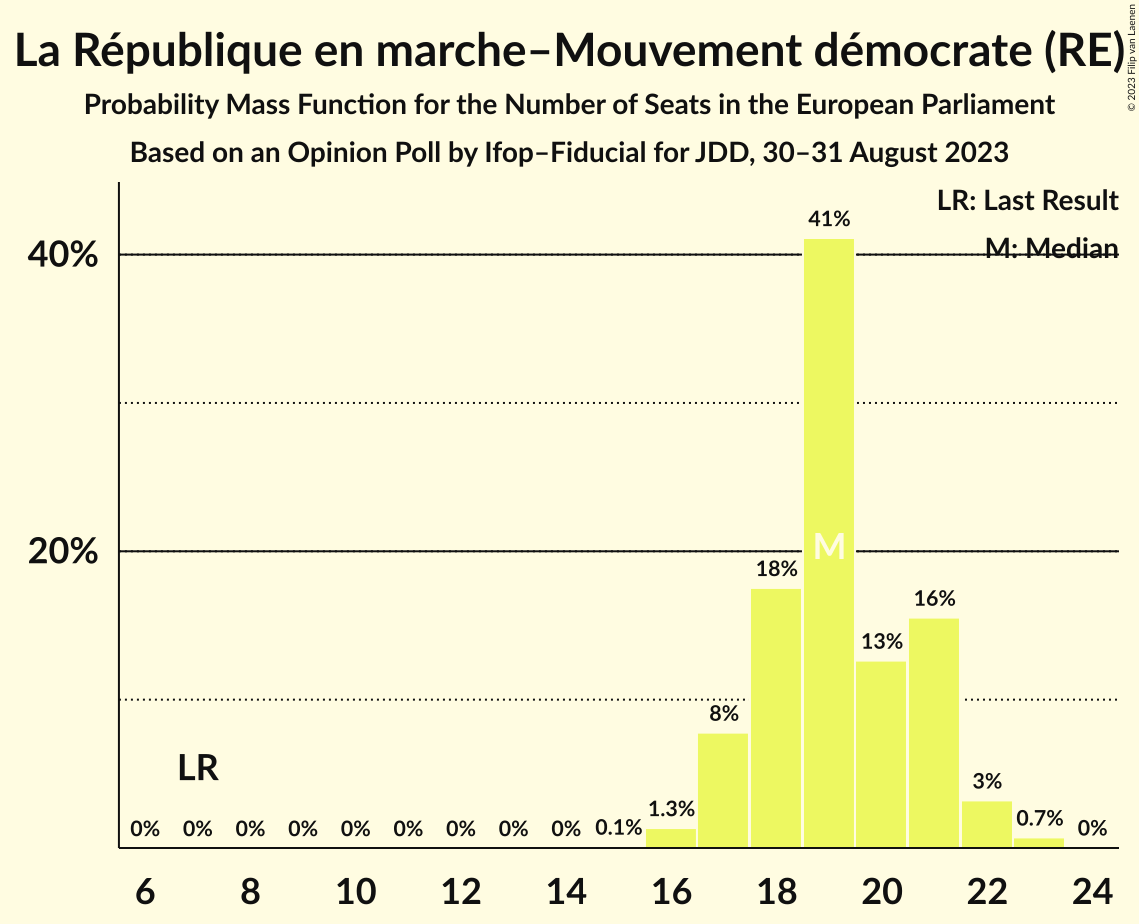 La République en marche–Mouvement démocrate (RE)
Probability Mass Function for the Number of Seats in the European Parliament
Based on an Opinion Poll by Ifop–Fiducial for JDD, 30–31 August 2023
© 2023 Filip van Laenen
LR: Last Result
M: Median
41%
40%
M
20%
18%
16%
13%
8%
LR
3%
1.3%
0.7%
0% 0% 0% 0% 0% 0% 0% 0% 0% 0.1% 0%
6 8 10 12 14 16 18 20 22 24